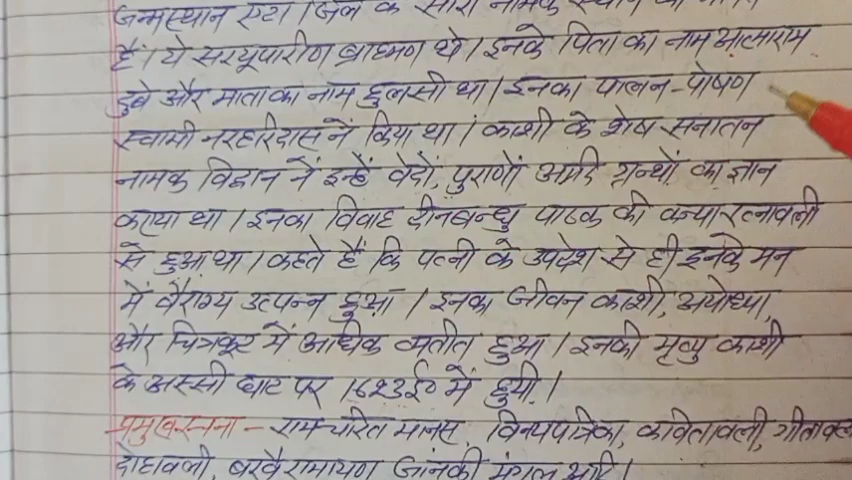 जन्मस्थान एटा जिले के सोरो नामक स्थान को
हैं। ये सरयूपारीण ब्राह्मण थे। इनके पिता का नाम आत्माराम
दुबे और माता का नाम हुलसी था। इनका पालन-पोषण
स्वामी नरहरिदास नें किया था। काशी के शेष सनातन
नामक विद्वान नें इन्हें वेदों, पुराणों आदि ग्रन्थों का ज्ञान
कराया था। इनका विवाह दीनबन्धु पाठक की कन्या रत्नावली
से हुआ था। कहते हैं कि पत्नी के उपदेश से ही इनके मन
में वैराग्य उत्पन्न हुआ। इनका जीवन काशी, अयोध्या,
और चित्रकूट में अधिक व्यतीत हुआ। इनकी मृत्यु काशी
के अस्सी घाट पर 1623ई० में हुयी।
प्रमुख रचना - रामचरित मानस, विनयपत्रिका, कवितावली, गीतावल
दोहावली, बरवै रामायण जानकी मंगल आदि।